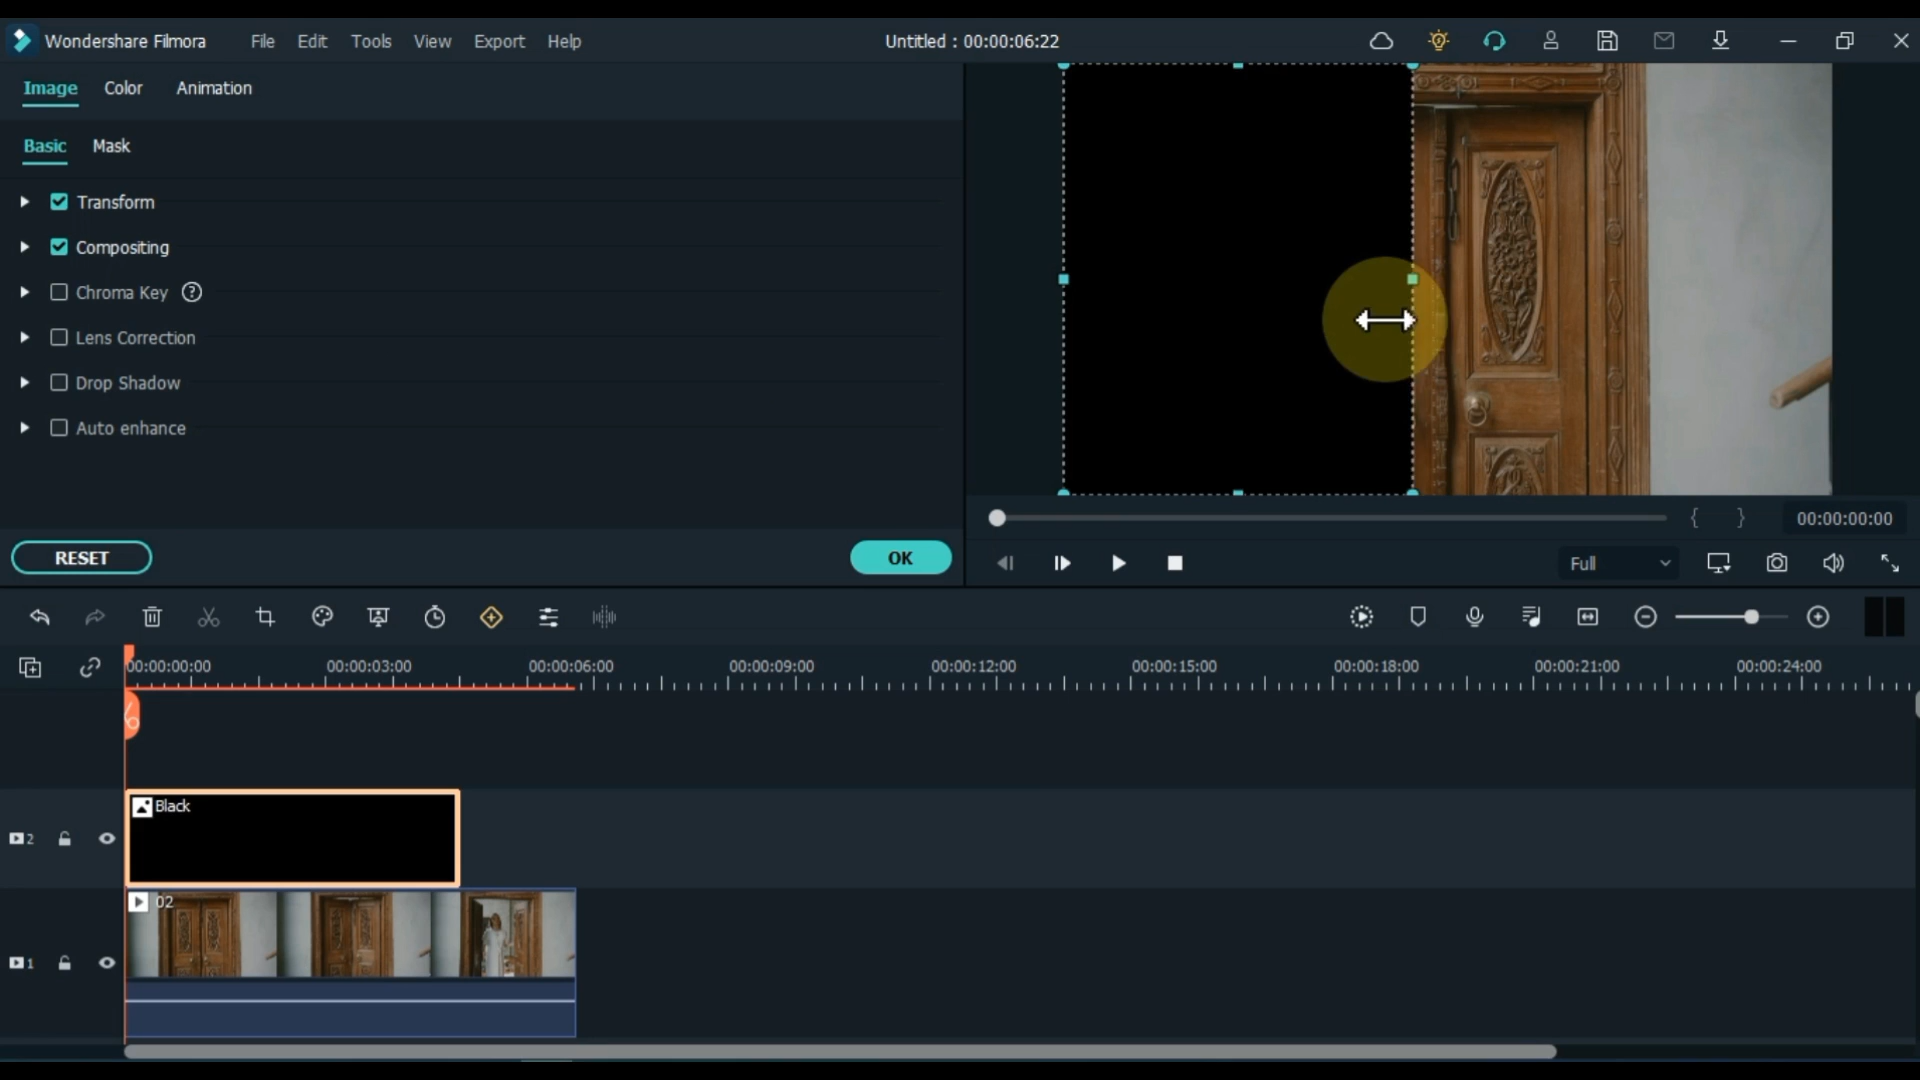 Wondershare Filmora File Edit Tools View Export Help Untitled : 00:00:06:22
Image Color Animation
Basic Mask
Transform
Compositing
Chroma Key ?
Lens Correction
Drop Shadow
Auto enhance
RESET OK
{ } 00:00:00:00
Full
00:00:00:00 00:00:03:00 00:00:06:00 00:00:09:00 00:00:12:00 00:00:15:00 00:00:18:00 00:00:21:00 00:00:24:00
Black
2
02
1